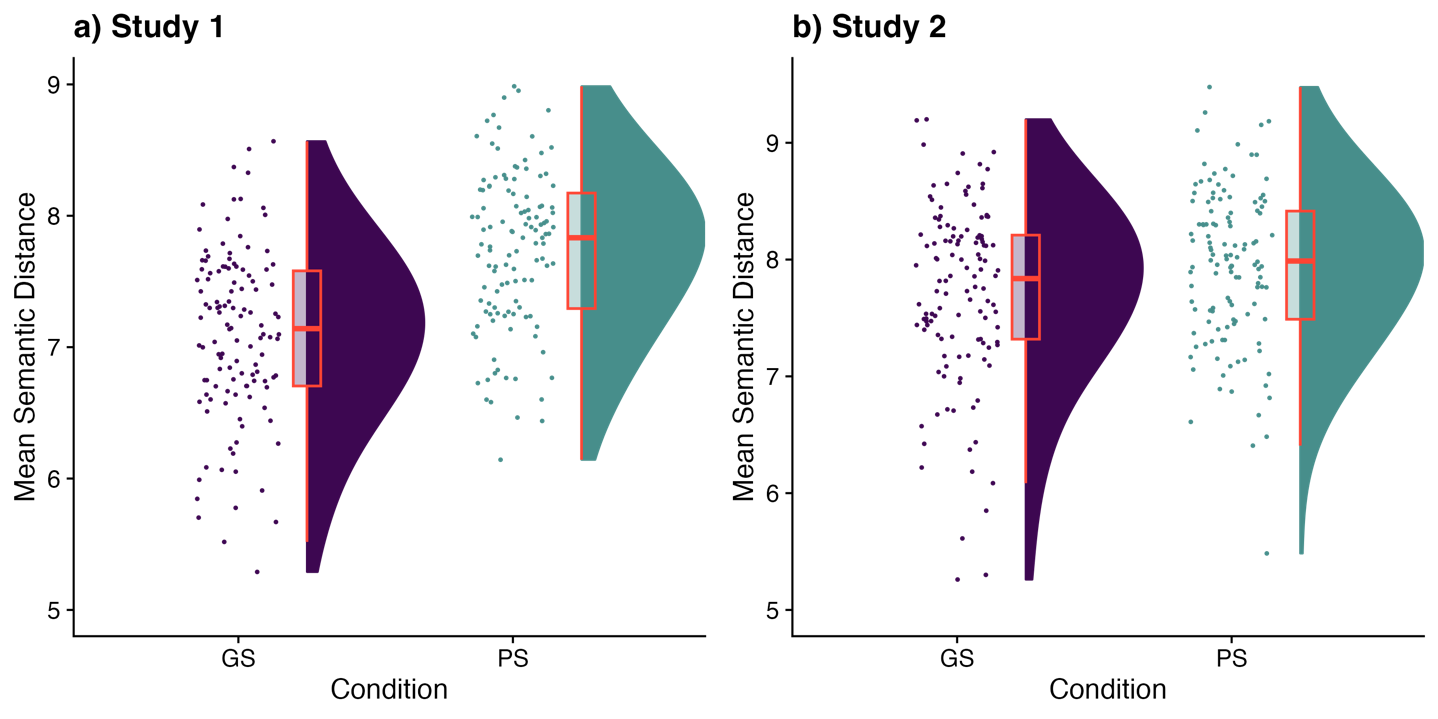 a) Study 1
Mean Semantic Distance
9
8
7
6
5
GS PS
Condition
b) Study 2
Mean Semantic Distance
9
8
7
6
5
GS PS
Condition